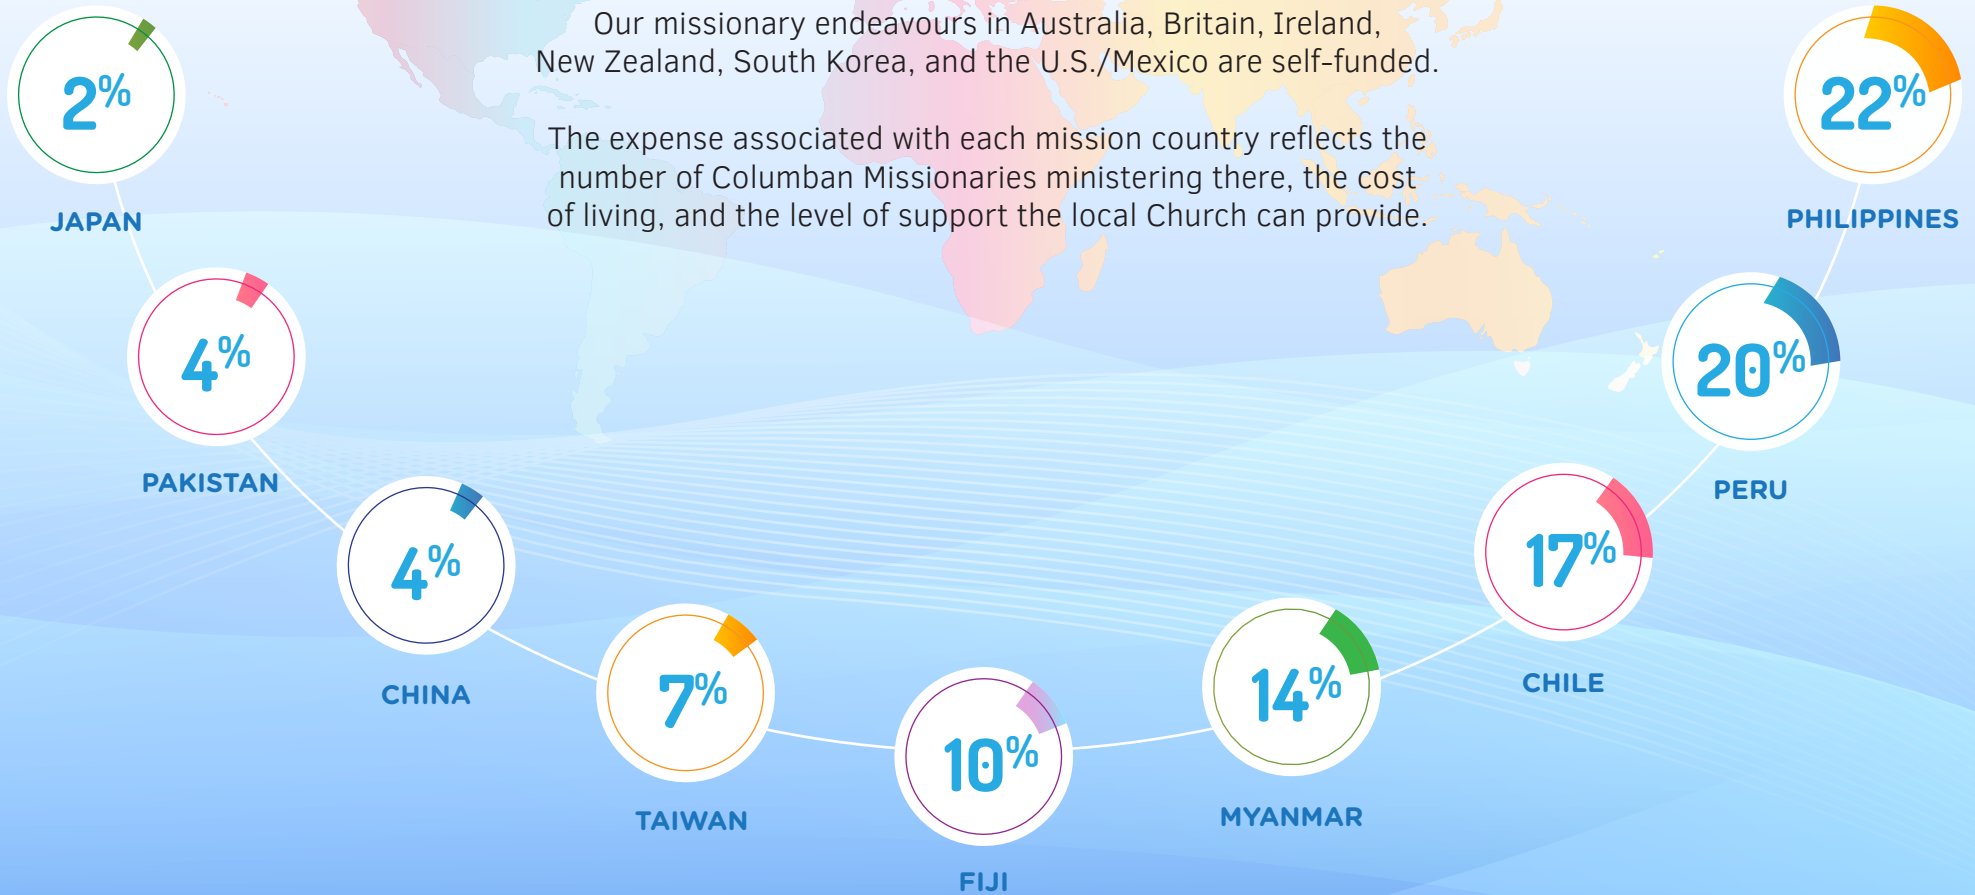 Our missionary endeavours in Australia, Britain, Ireland,
New Zealand, South Korea, and the U.S./Mexico are self-funded.
The expense associated with each mission country reflects the
number of Columban Missionaries ministering there, the cost
of living, and the level of support the local Church can provide.
2%
JAPAN
4%
PAKISTAN
4%
CHINA
7%
TAIWAN
10%
FIJI
14%
MYANMAR
17%
CHILE
20%
PERU
22%
PHILIPPINES